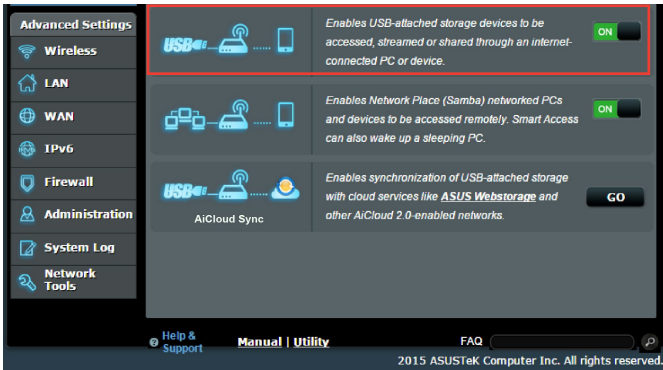 Advanced Settings
Wireless
LAN
WAN
IPv6
Firewall
Administration
System Log
Network
Tools
USB
Enables USB-attached storage devices to be
accessed, streamed or shared through an internet-
connected PC or device.
ON
Enables Network Place (Samba) networked PCs
and devices to be accessed remotely. Smart Access
can also wake up a sleeping PC.
ON
USB
AiCloud Sync
Enables synchronization of USB-attached storage
with cloud services like ASUS Webstorage and
other AiCloud 2.0-enabled networks.
GO
Help &
Support
Manual | Utility
FAQ
2015 ASUSTeK Computer Inc. All rights reserved.